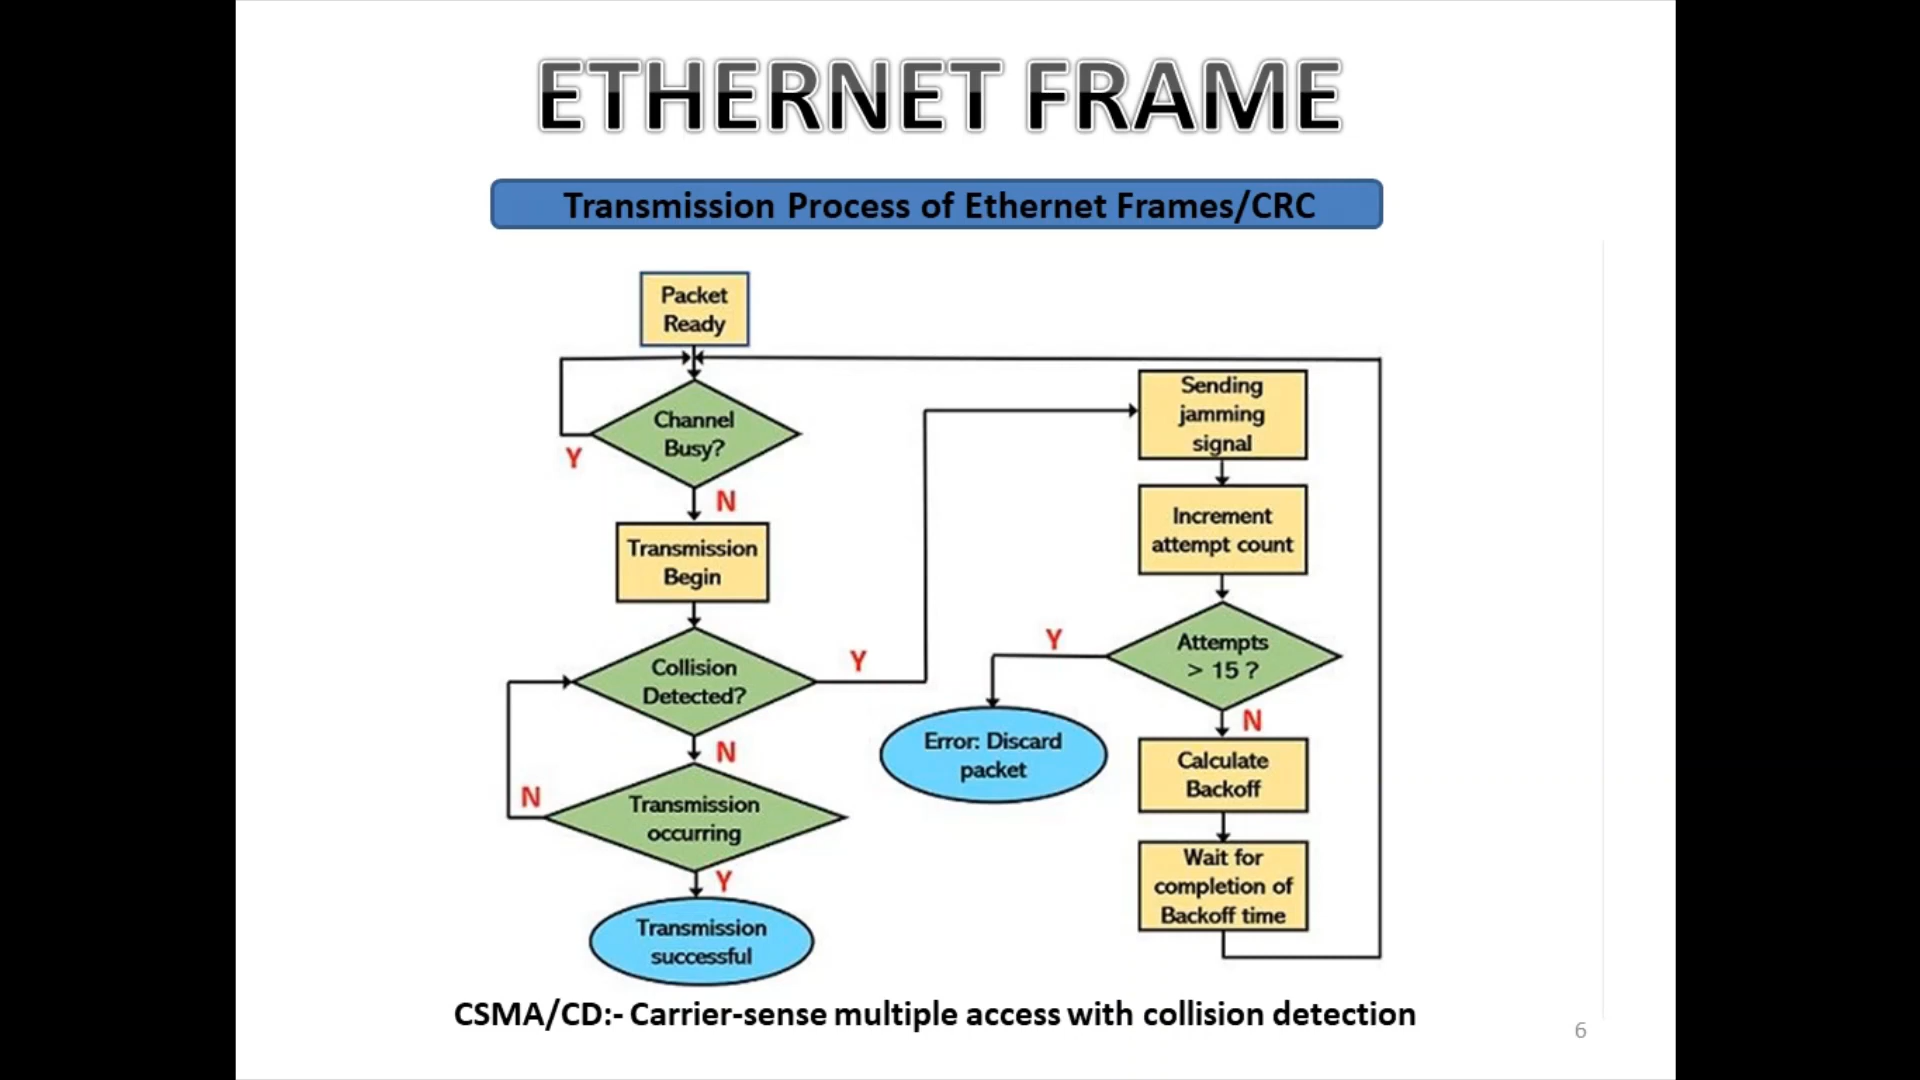 ETHERNET FRAME
Transmission Process of Ethernet Frames/CRC
Packet
Ready
Channel
Busy?
Y
N
Transmission
Begin
Collision
Detected?
Y
N
Transmission
occurring
N
Y
Transmission
successful
Sending
jamming
signal
Increment
attempt count
Attempts
> 15 ?
Y
N
Error: Discard
packet
Calculate
Backoff
Wait for
completion of
Backoff time
CSMA/CD:- Carrier-sense multiple access with collision detection
6